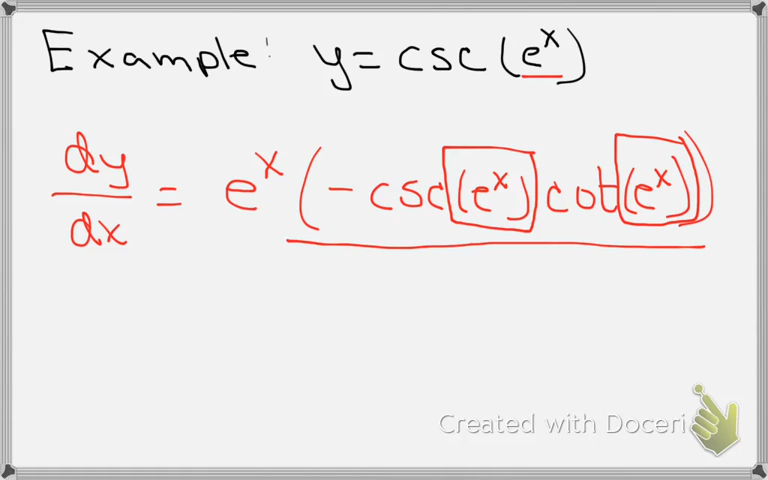 Example: y = csc(e^x)
dy/dx = e^x (-csc(e^x) cot(e^x))
Created with Doceri